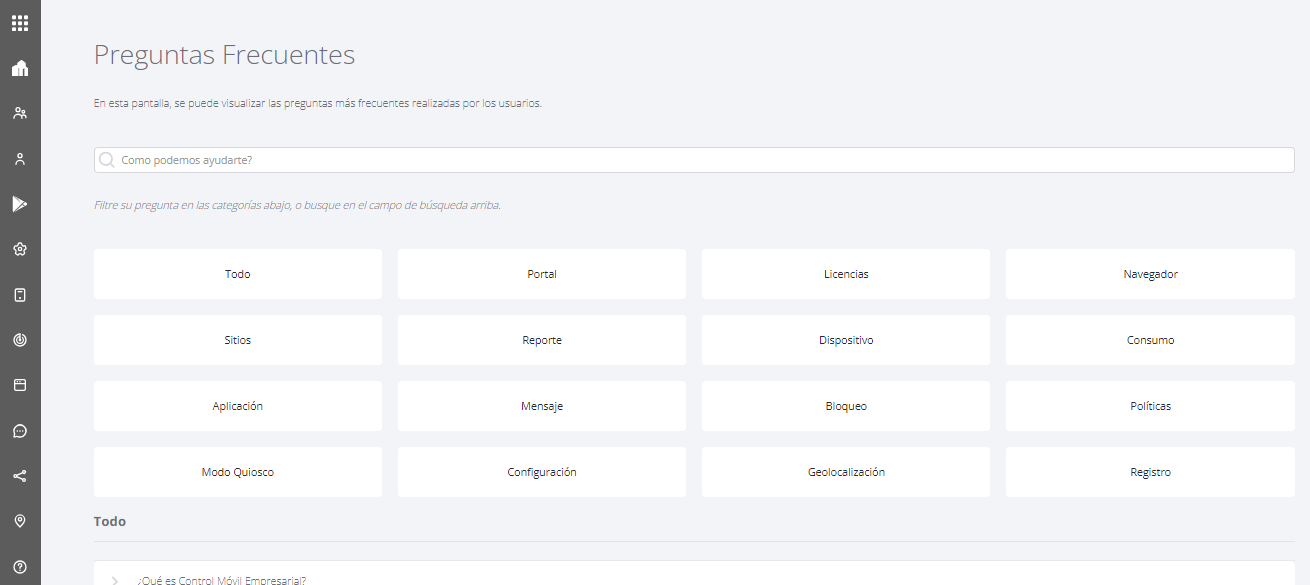 Preguntas Frecuentes
En esta pantalla, se puede visualizar las preguntas más frecuentes realizadas por los usuarios.
Como podemos ayudarte?
Filtre su pregunta en las categorías abajo, o busque en el campo de búsqueda arriba.
Todo
Portal
Licencias
Navegador
Sitios
Reporte
Dispositivo
Consumo
Aplicación
Mensaje
Bloqueo
Políticas
Modo Quiosco
Configuración
Geolocalización
Registro
Todo
¿Qué es Control Móvil Empresarial?